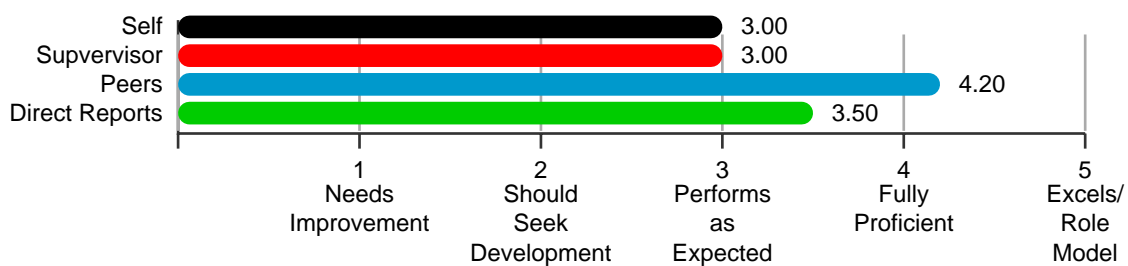 Self 3.00
Supvervisor 3.00
Peers 4.20
Direct Reports 3.50
1 2 3 4 5
Needs Should Performs Fully Excels/
Improvement Seek as Proficient Role
Development Expected Model